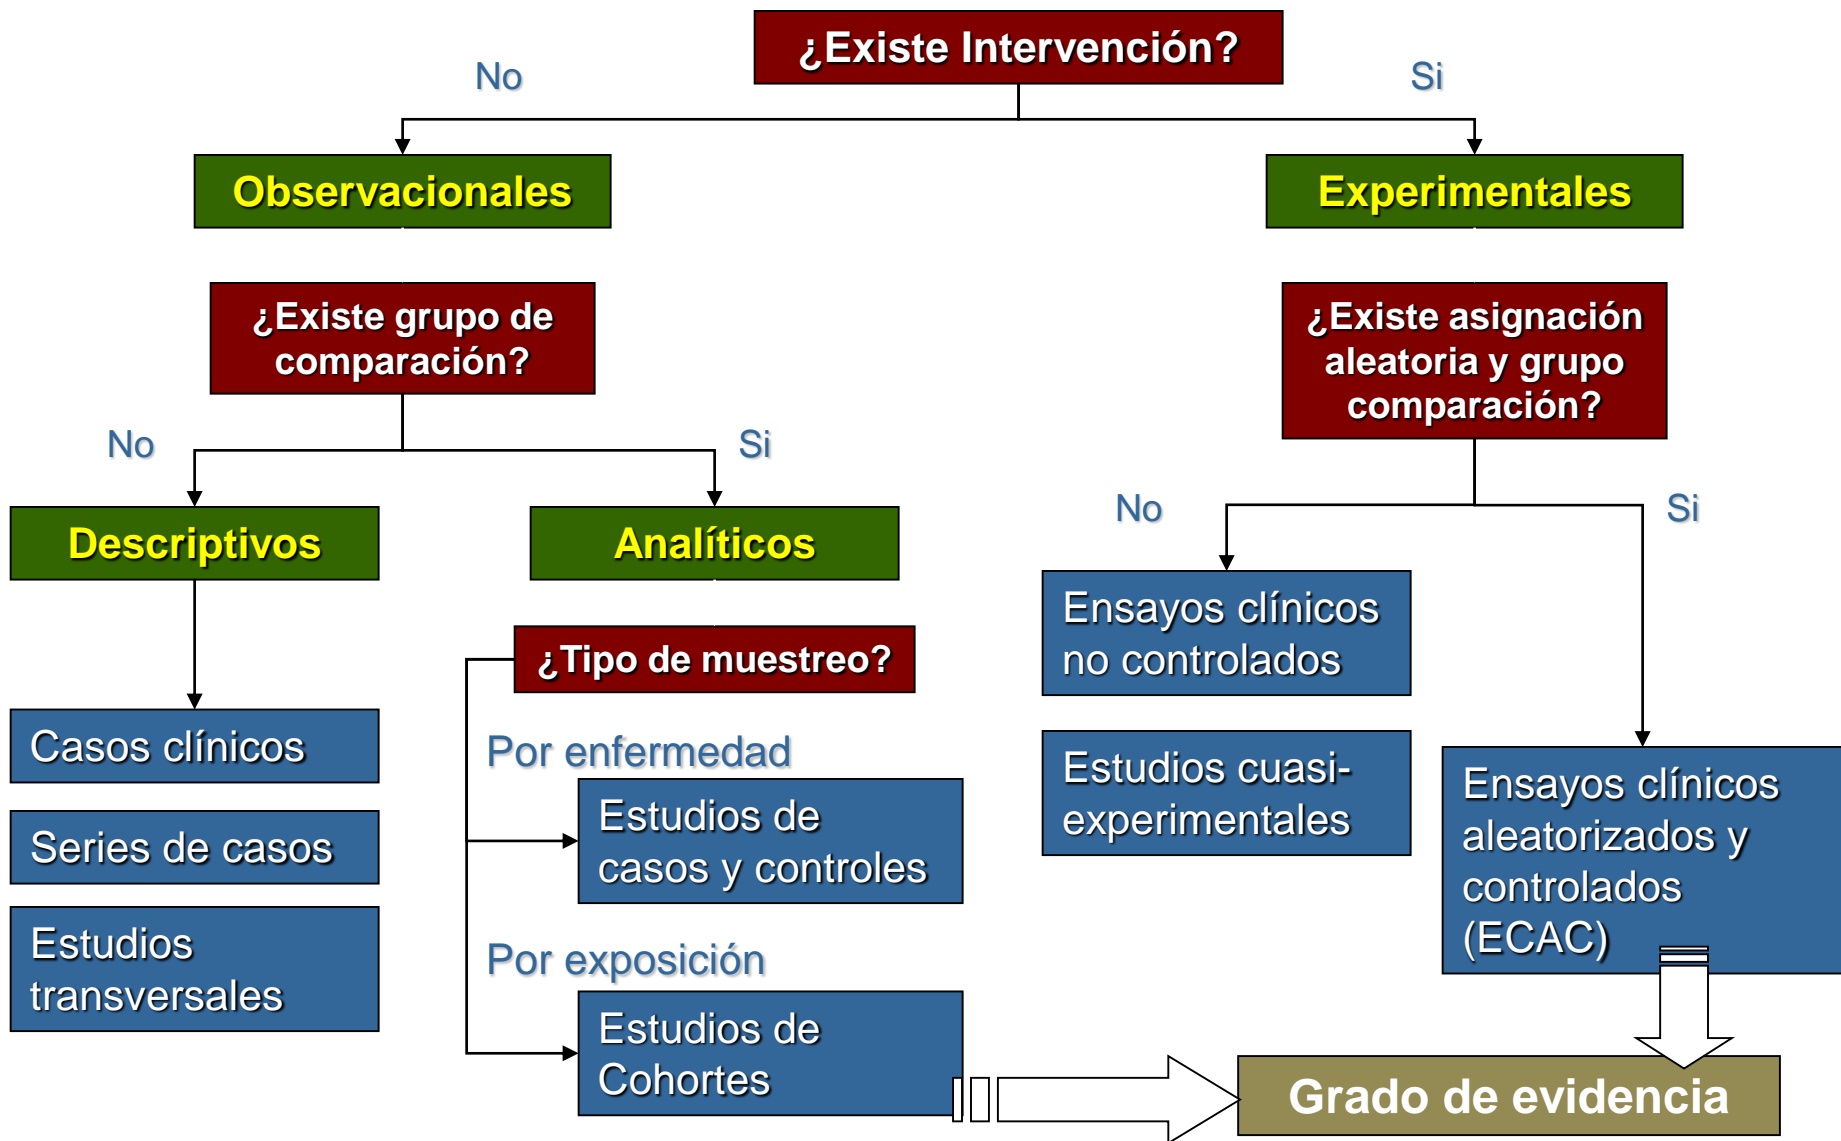 ¿Existe Intervención?
No
Si
Observacionales
Experimentales
¿Existe grupo de
comparación?
¿Existe asignación
aleatoria y grupo
comparación?
No
Si
No
Si
Descriptivos
Analíticos
Ensayos clínicos
no controlados
¿Tipo de muestreo?
Casos clínicos
Por enfermedad
Estudios cuasi-
experimentales
Ensayos clínicos
aleatorizados y
controlados
(ECAC)
Series de casos
Estudios de
casos y controles
Estudios
transversales
Por exposición
Estudios de
Cohortes
Grado de evidencia